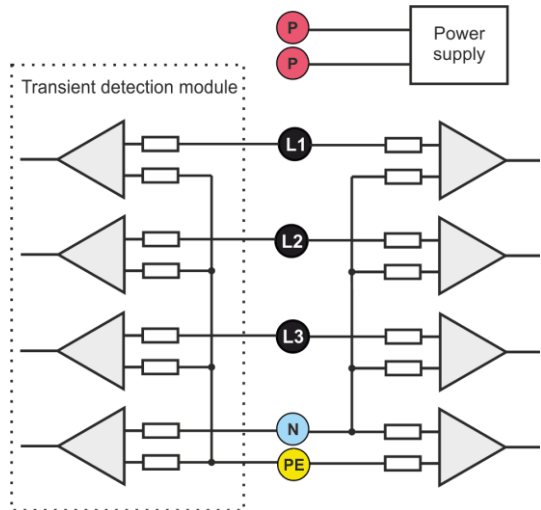 P
Power
supply
P
Transient detection module
L1
L2
L3
N
PE